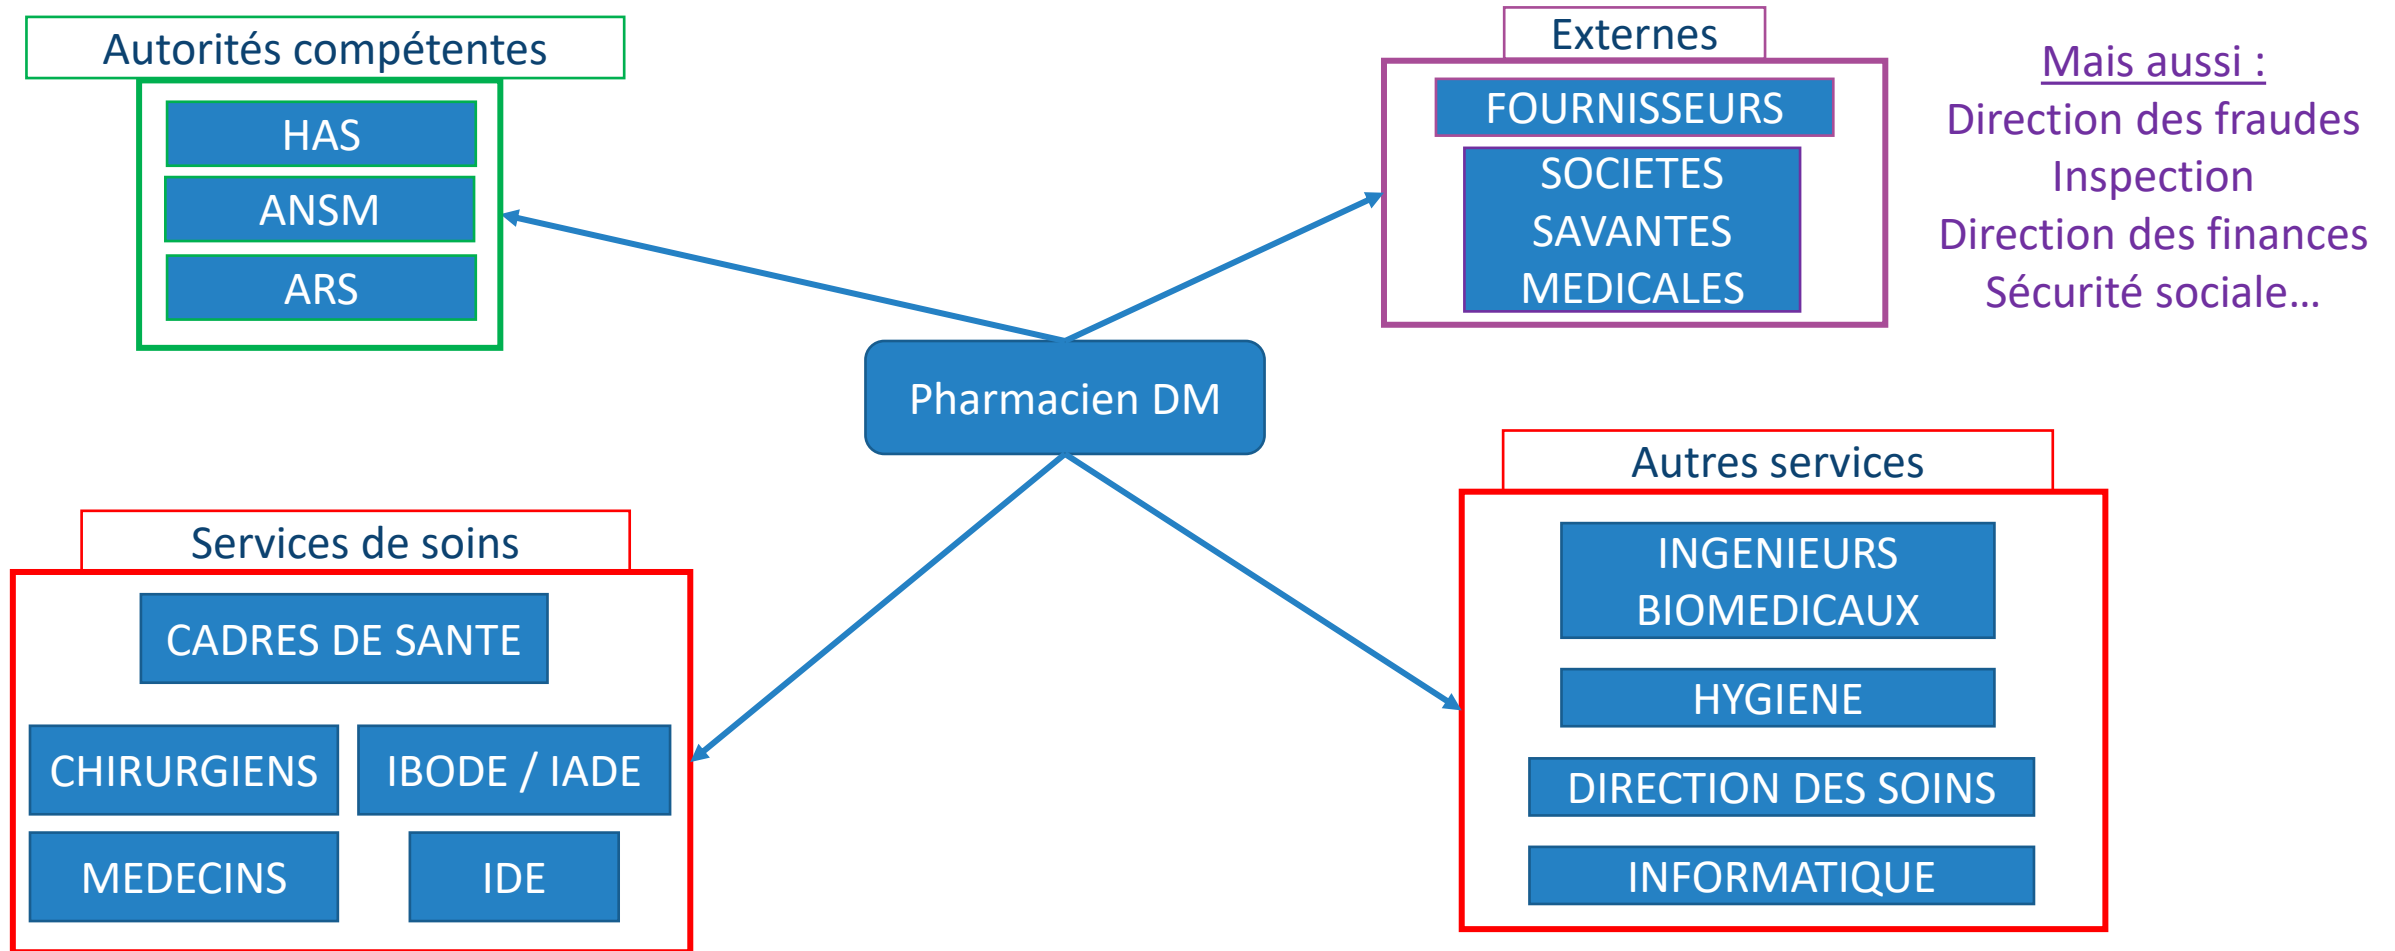 Autorités compétentes
HAS
ANSM
ARS
Externes
FOURNISSEURS
SOCIETES
SAVANTES
MEDICALES
Mais aussi :
Direction des fraudes
Inspection
Direction des finances
Sécurité sociale…
Pharmacien DM
Services de soins
CADRES DE SANTE
CHIRURGIENS
IBODE / IADE
MEDECINS
IDE
Autres services
INGENIEURS
BIOMEDICAUX
HYGIENE
DIRECTION DES SOINS
INFORMATIQUE